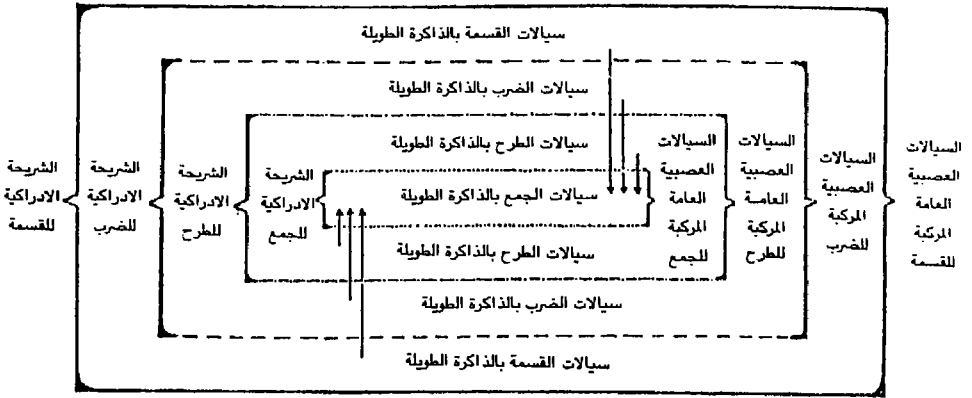 سيالات القسمة بالذاكرة الطويلة
سيالات الضرب بالذاكرة الطويلة
سيالات الطرح بالذاكرة الطويلة
سيالات الجمع بالذاكرة الطويلة
سيالات الطرح بالذاكرة الطويلة
سيالات الضرب بالذاكرة الطويلة
سيالات القسمة بالذاكرة الطويلة
السيالات
العصبية
العامة
المركبة
للقسمة
السيالات
العصبية
المركبة
للضرب
السيالات
العصبية
العامة
المركبة
للطرح
السيالات
العصبية
العامة
المركبة
للجمع
الشريحة
الادراكية
للجمع
الشريحة
الادراكية
للطرح
الشريحة
الادراكية
للضرب
الشريحة
الادراكية
للقسمة